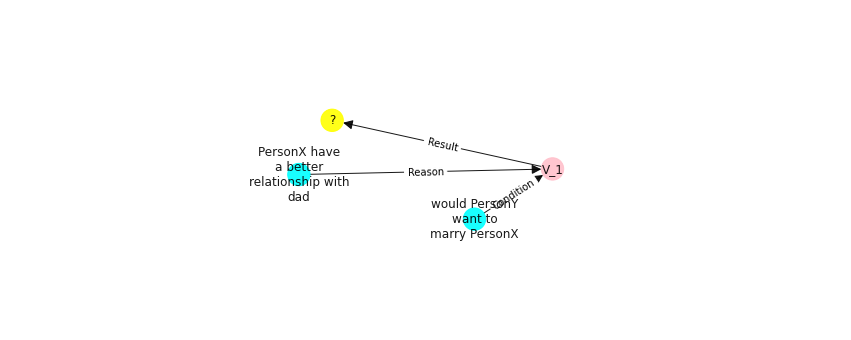 ?
Result
PersonX have
a better
relationship with
dad
Reason
V_1
Condition
would PersonY
want to
marry PersonX